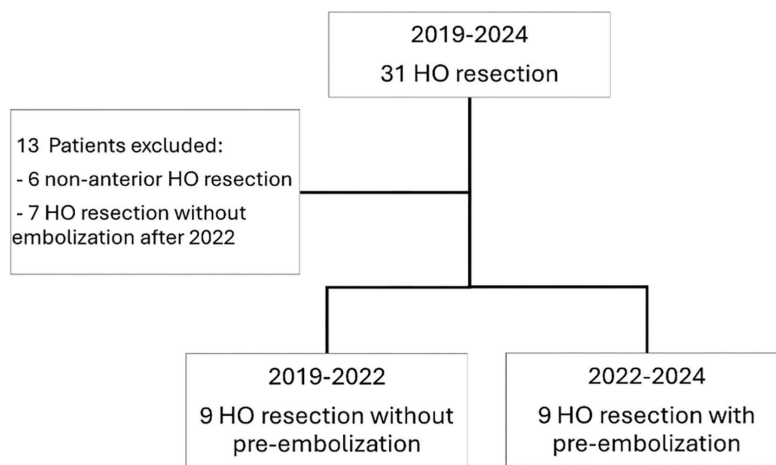 2019-2024
31 HO resection
13 Patients excluded:
- 6 non-anterior HO resection
- 7 HO resection without
embolization after 2022
2019-2022
9 HO resection without
pre-embolization
2022-2024
9 HO resection with
pre-embolization